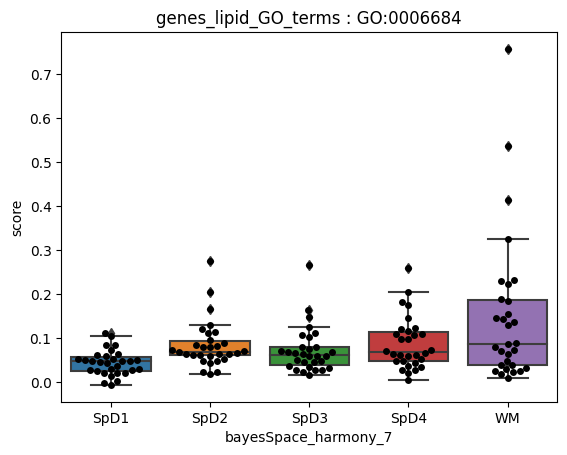 genes_lipid_GO_terms : GO:0006684
score
0.7
0.6
0.5
0.4
0.3
0.2
0.1
0.0
SpD1 SpD2 SpD3 SpD4 WM
bayesSpace_harmony_7